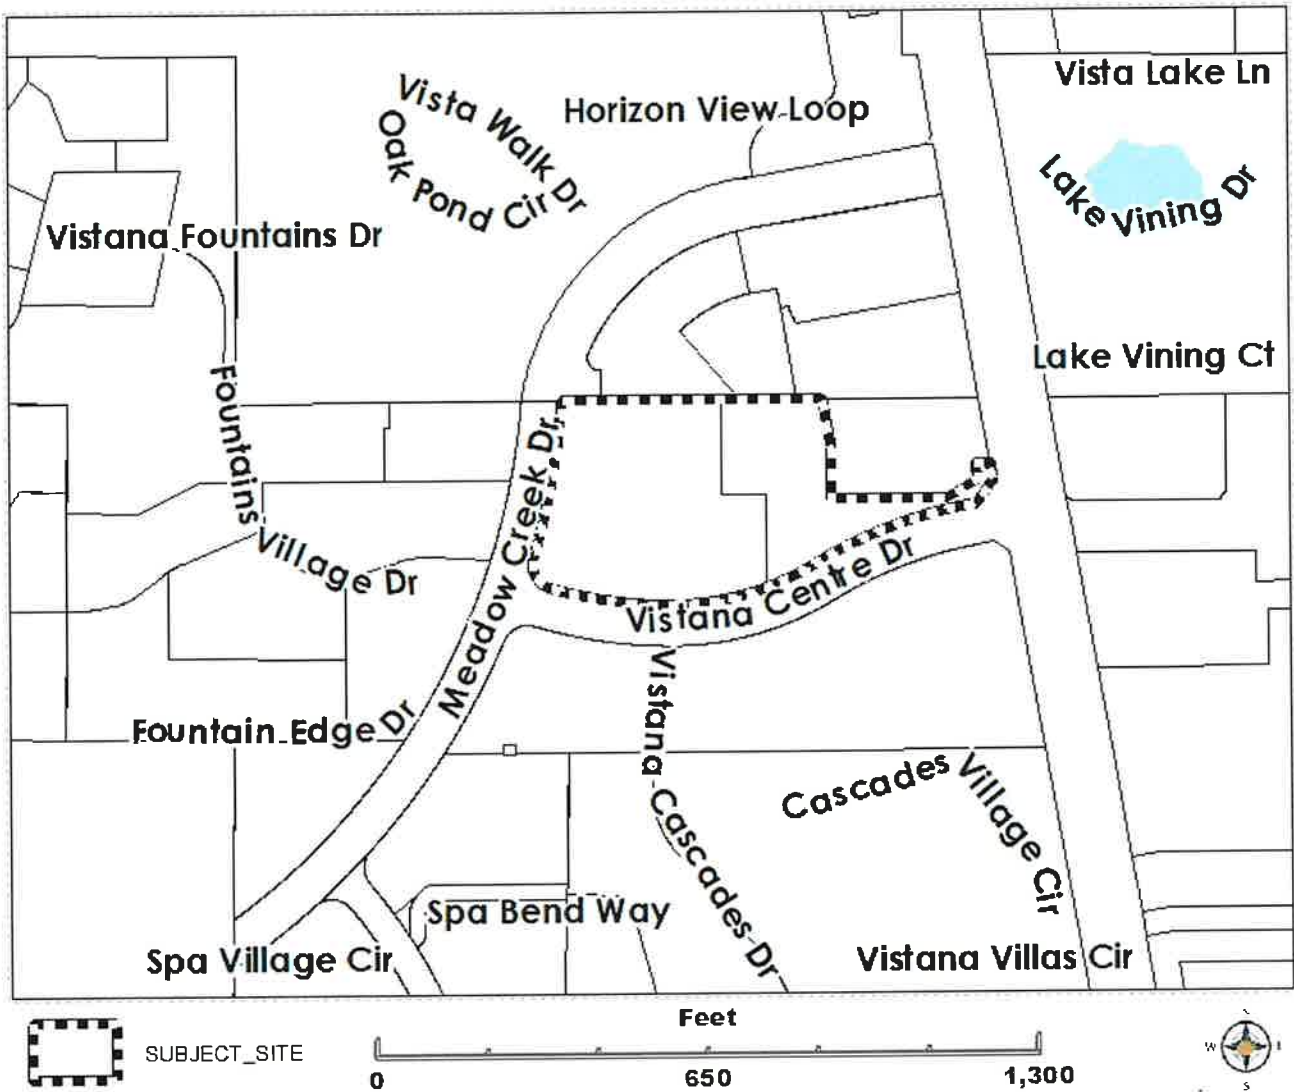 Vista Lake Ln
Vista Walk Dr
Horizon View Loop
Oak Pond Cir
Lake Vining Dr
Vistana Fountains Dr
Lake Vining Ct
Fountains Village Dr
Meadow Creek Dr
Vistana Centre Dr
Fountain Edge Dr
Vistana Cascades Dr
Cascades Village Cir
Spa Bend Way
Spa Village Cir
Vistana Villas Cir
SUBJECT_SITE
Feet
0 650 1,300
N
W
S